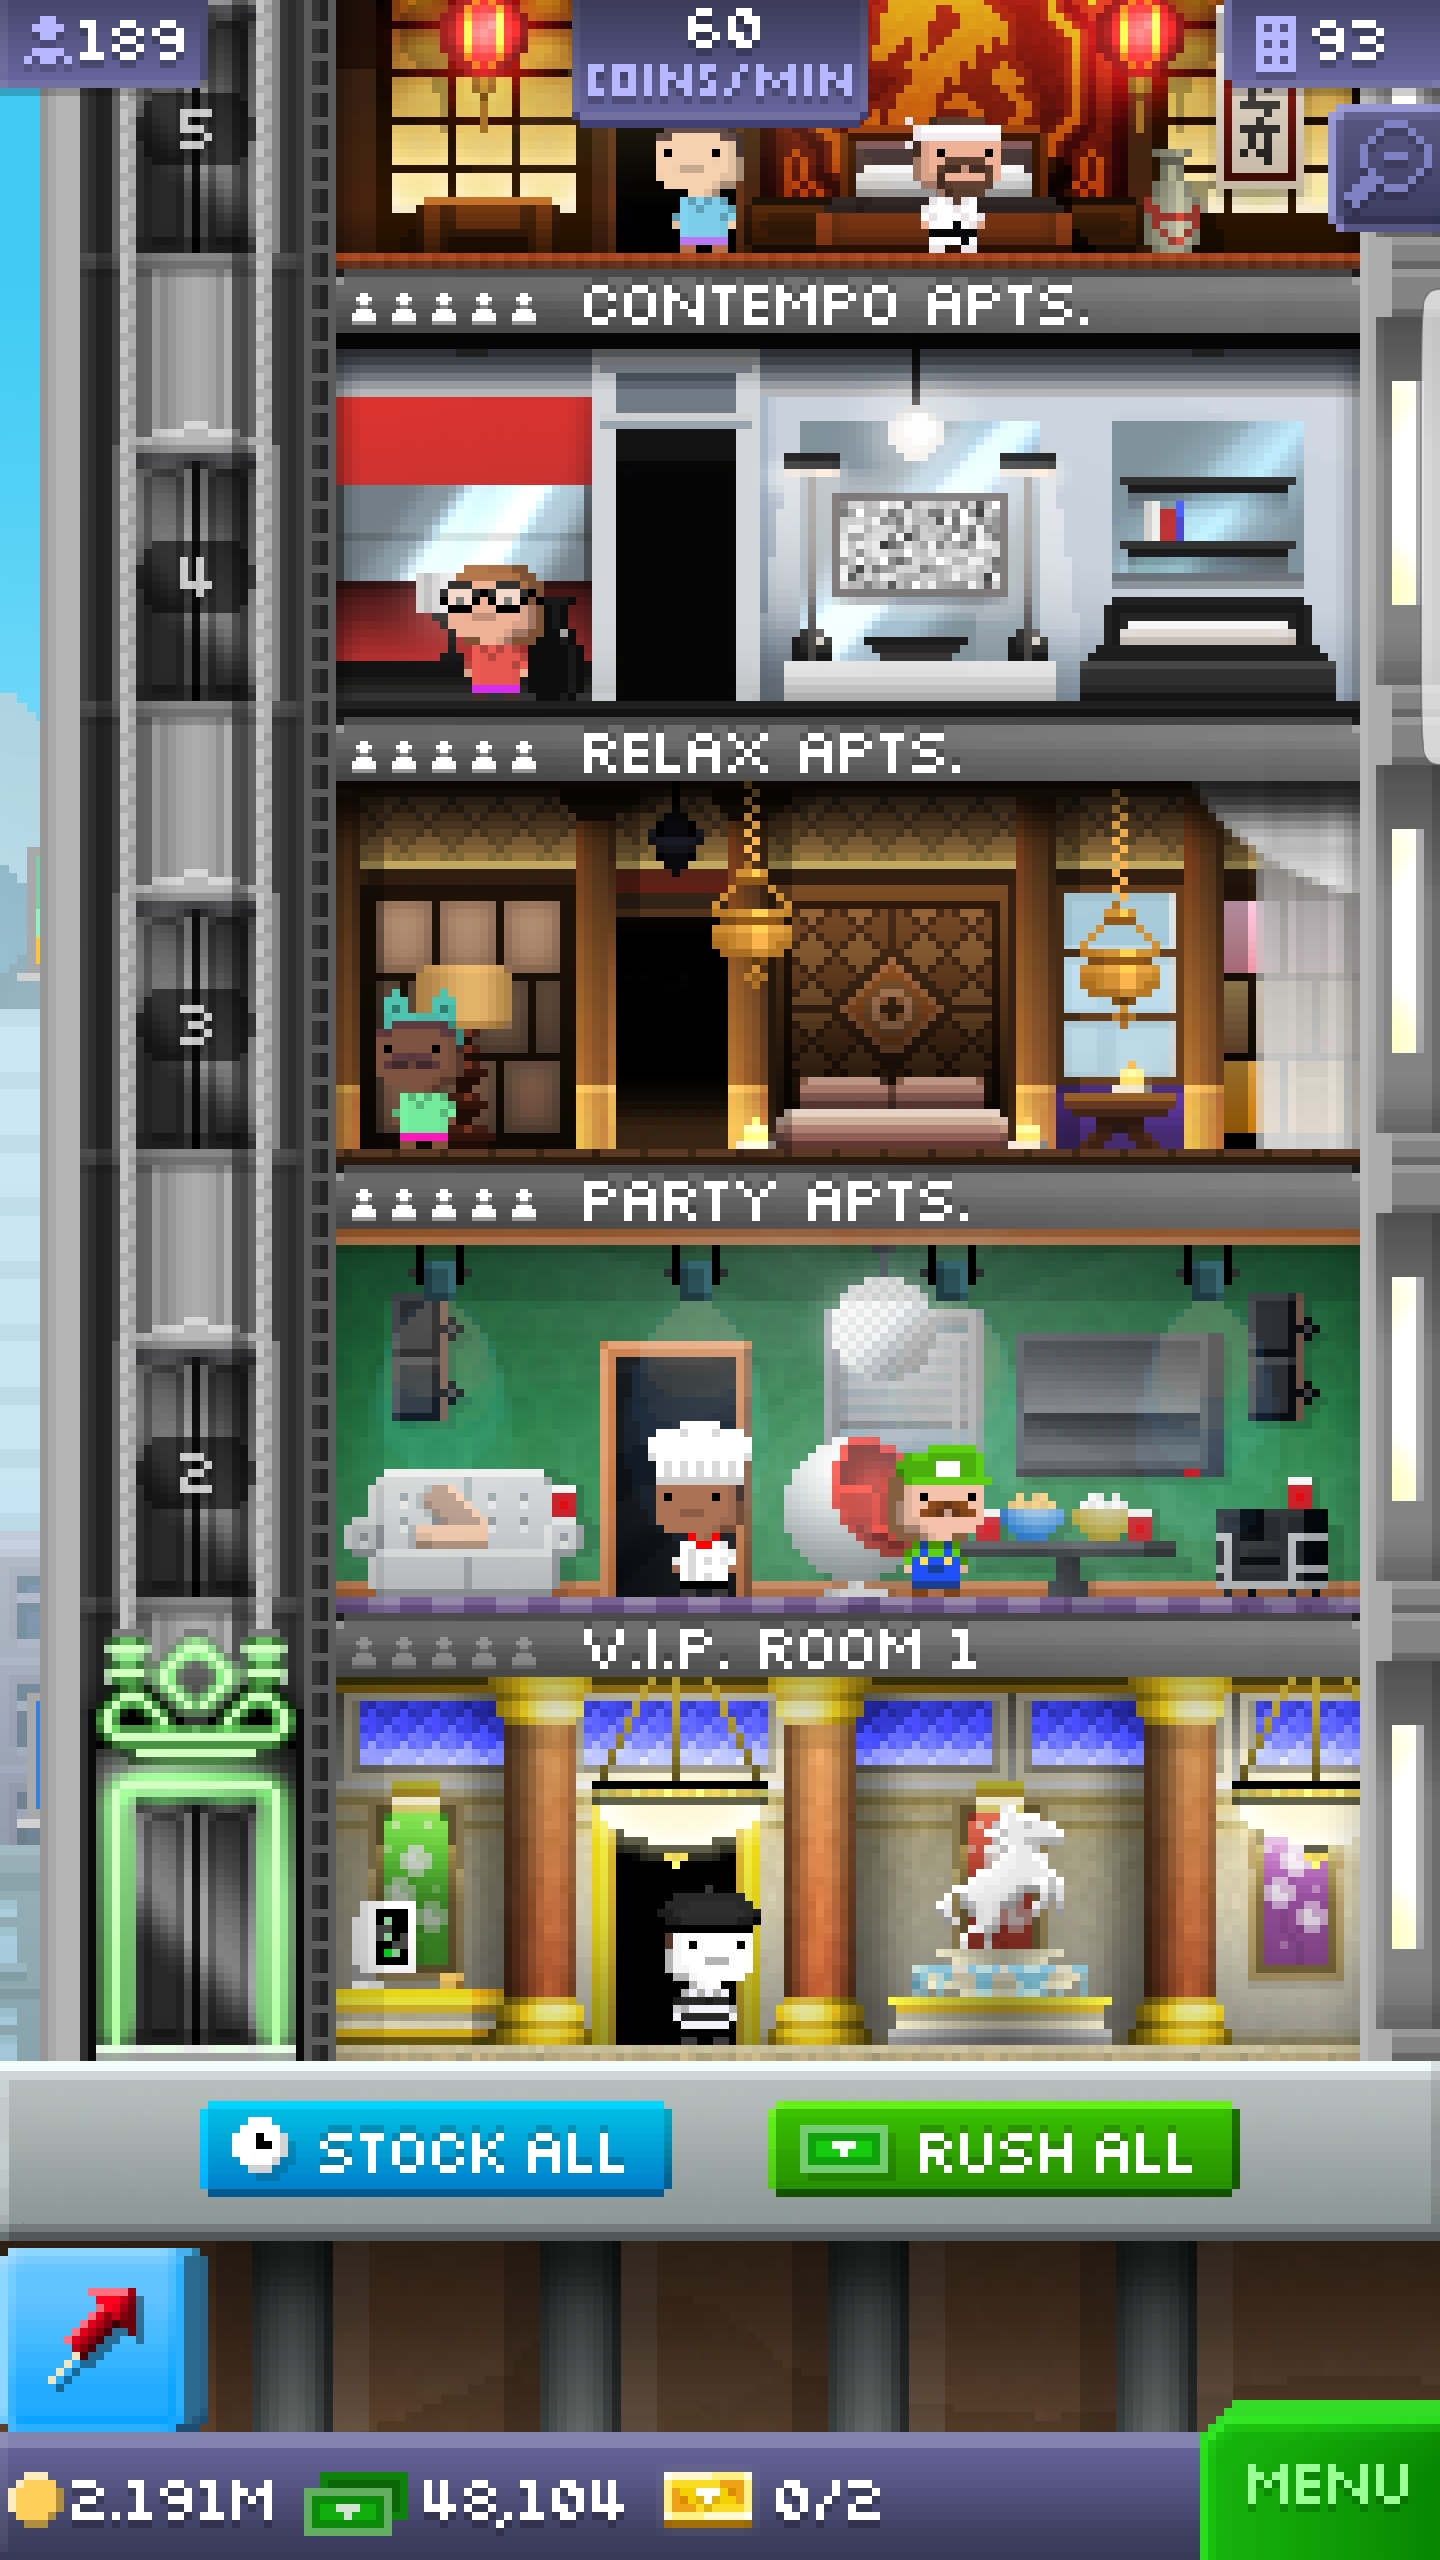 189
60
COINS/MIN
93
5
CONTEMPO APTS.
4
RELAX APTS.
3
PARTY APTS.
2
V.I.P. ROOM 1
STOCK ALL
RUSH ALL
2.191M
48,104
0/2
MENU